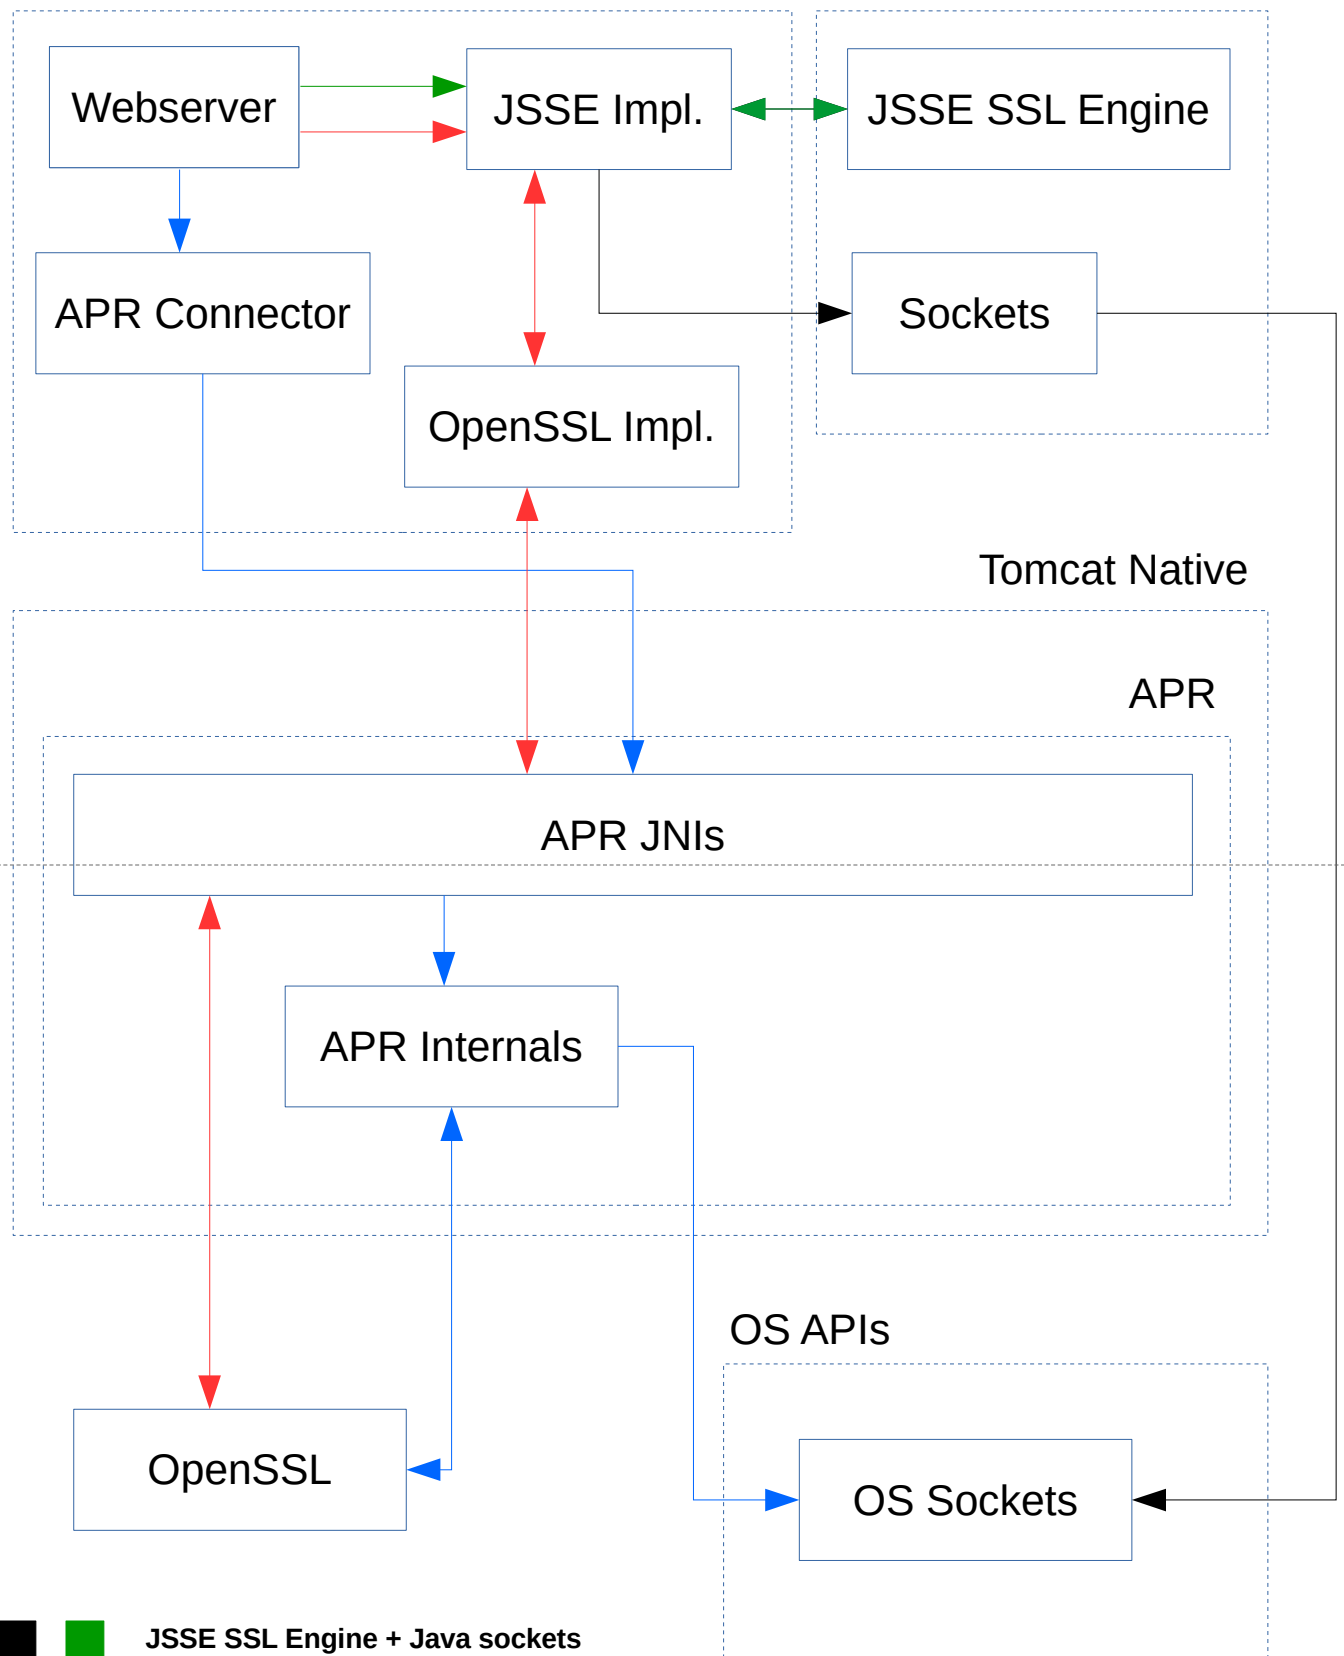 Webserver
JSSE Impl.
JSSE SSL Engine
APR Connector
Sockets
OpenSSL Impl.
Tomcat Native
APR
APR JNIs
APR Internals
OS APIs
OpenSSL
OS Sockets
JSSE SSL Engine + Java sockets